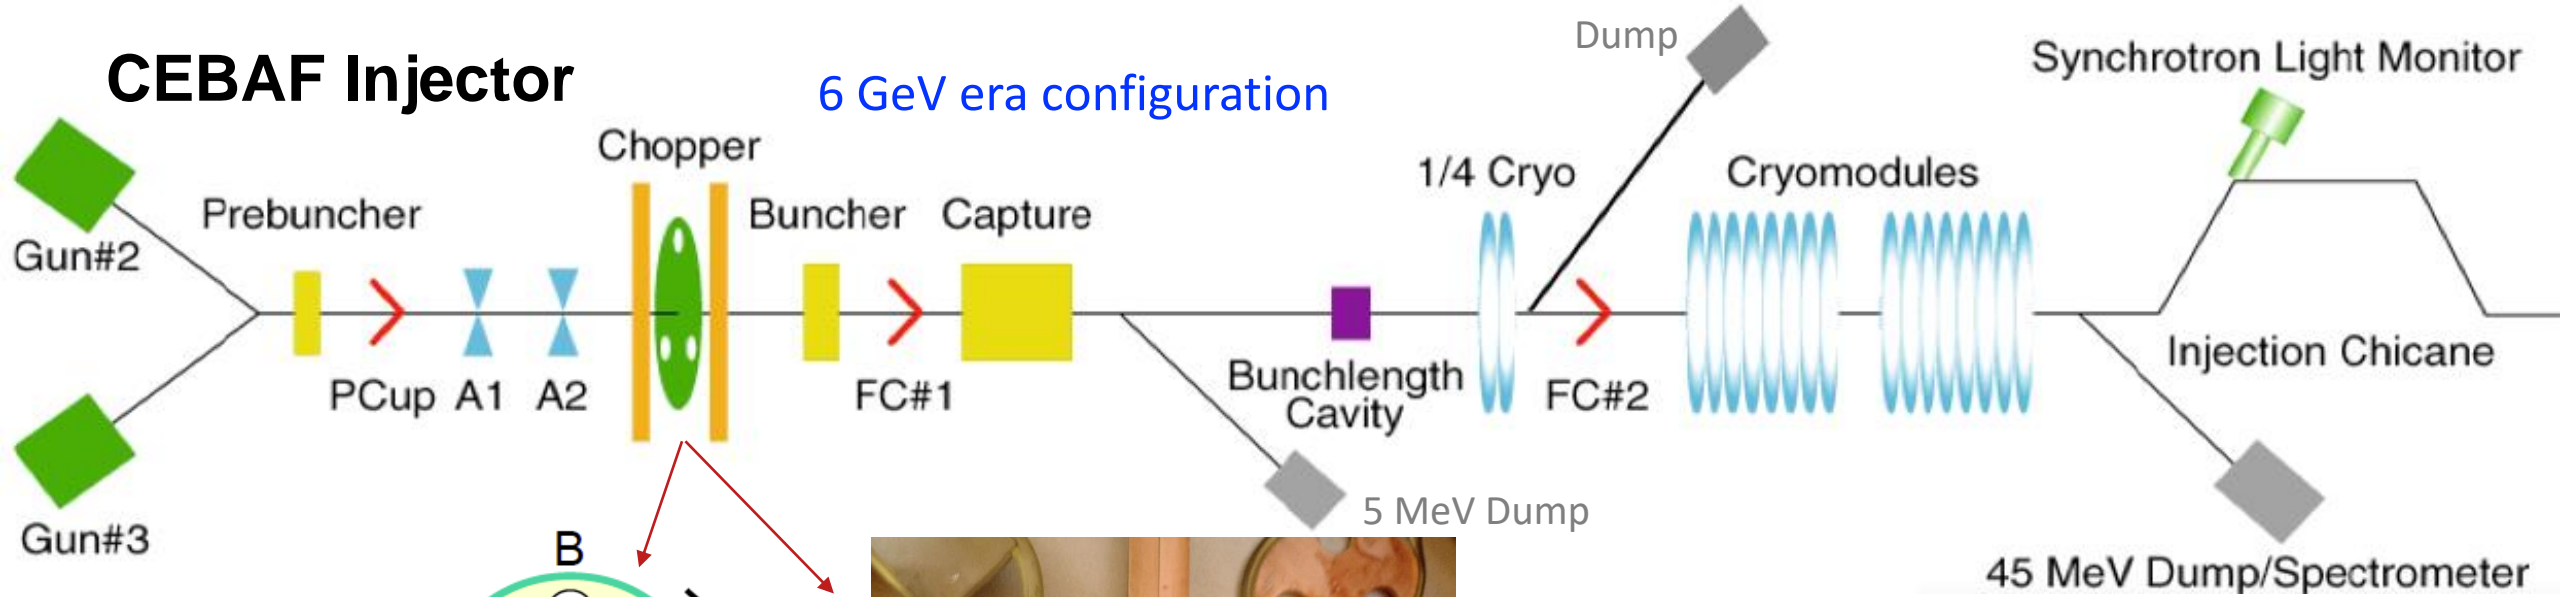 CEBAF Injector
6 GeV era configuration
Dump
Synchrotron Light Monitor
Chopper
1/4 Cryo
Cryomodules
Prebuncher
Buncher
Capture
Gun#2
Injection Chicane
PCup
A1
A2
FC#1
Bunchlength
Cavity
FC#2
5 MeV Dump
Gun#3
B
45 MeV Dump/Spectrometer